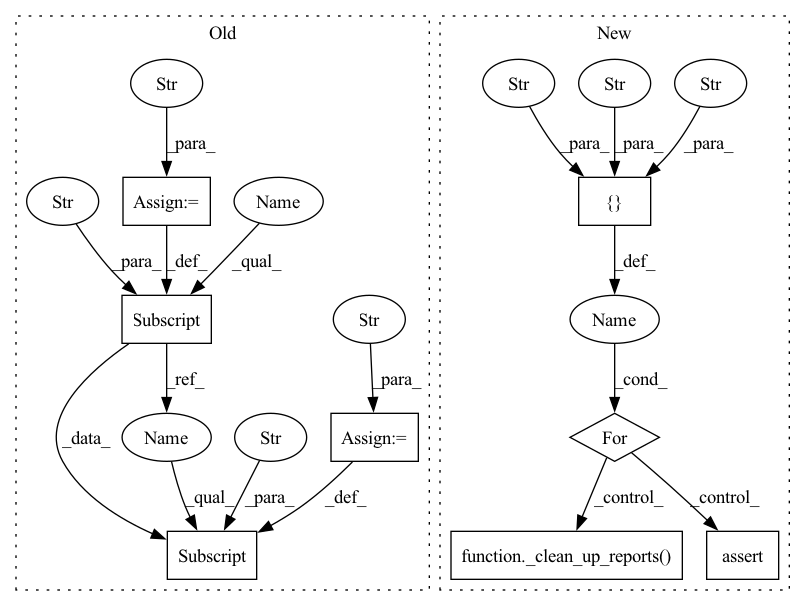 Old
New
Str
Str
Str
Str
_para_
_para_
_para_
_para_
Str
Assign:=
Name
{}
_para_
_def_
_qual_
_def_
Subscript
Str
Name
_ref_
_para_
_cond_
_data_
Name
Str
Assign:=
For
_qual_
_para_
_def_
_control_
_control_
Subscript
function._clean_up_reports()
assert